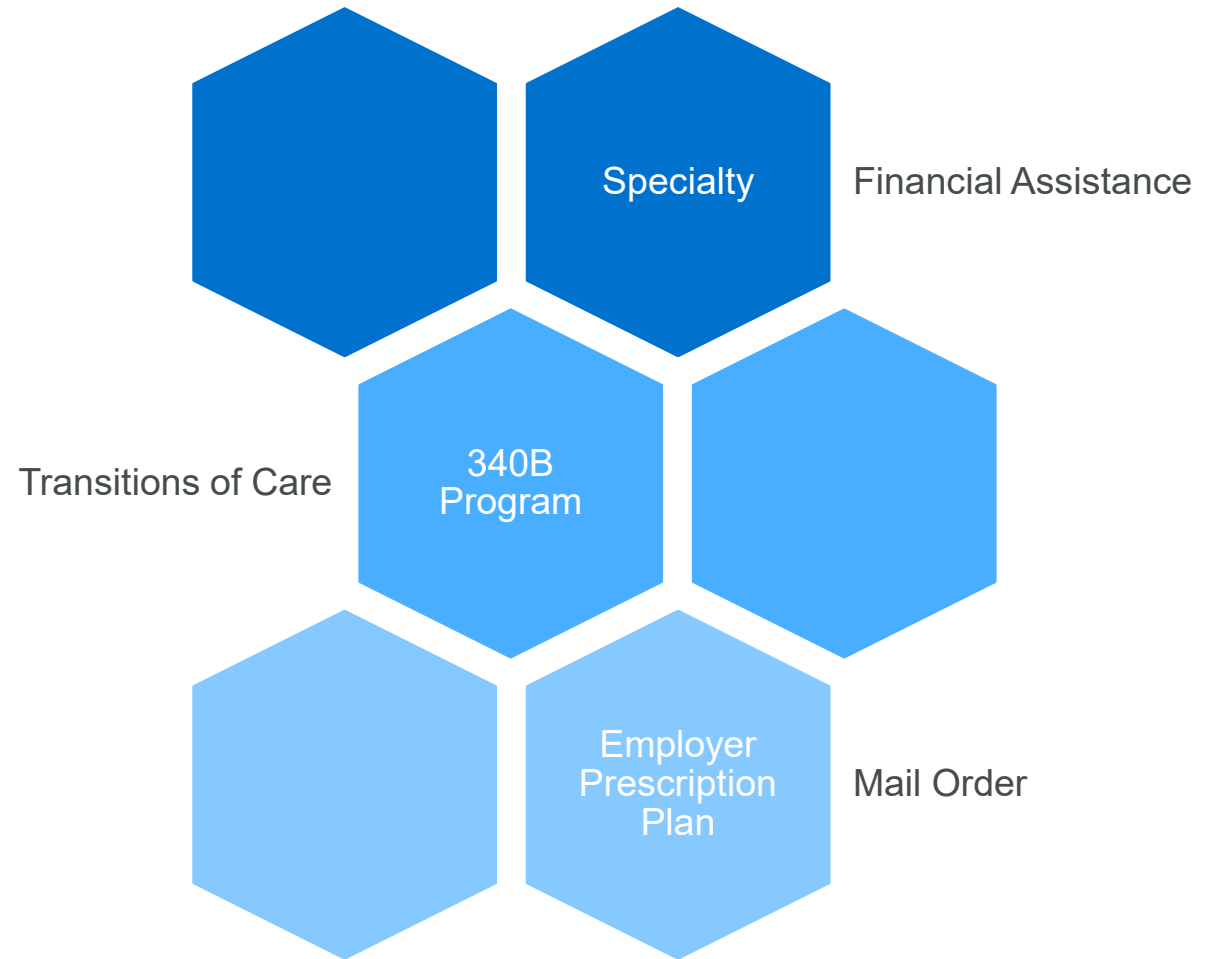 Specialty
Financial Assistance
Transitions of Care
340B
Program
Employer
Prescription
Plan
Mail Order